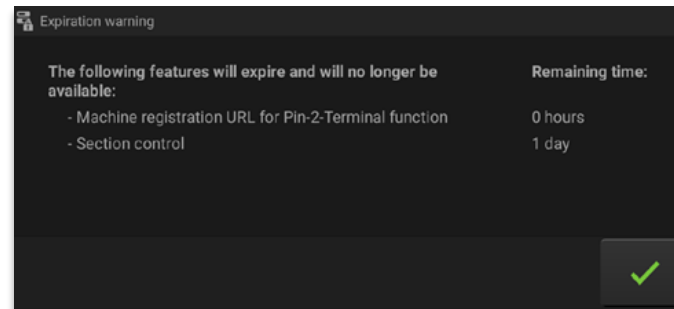 Expiration warning
The following features will expire and will no longer be Remaining time:
available:
- Machine registration URL for Pin-2-Terminal function 0 hours
- Section control 1 day